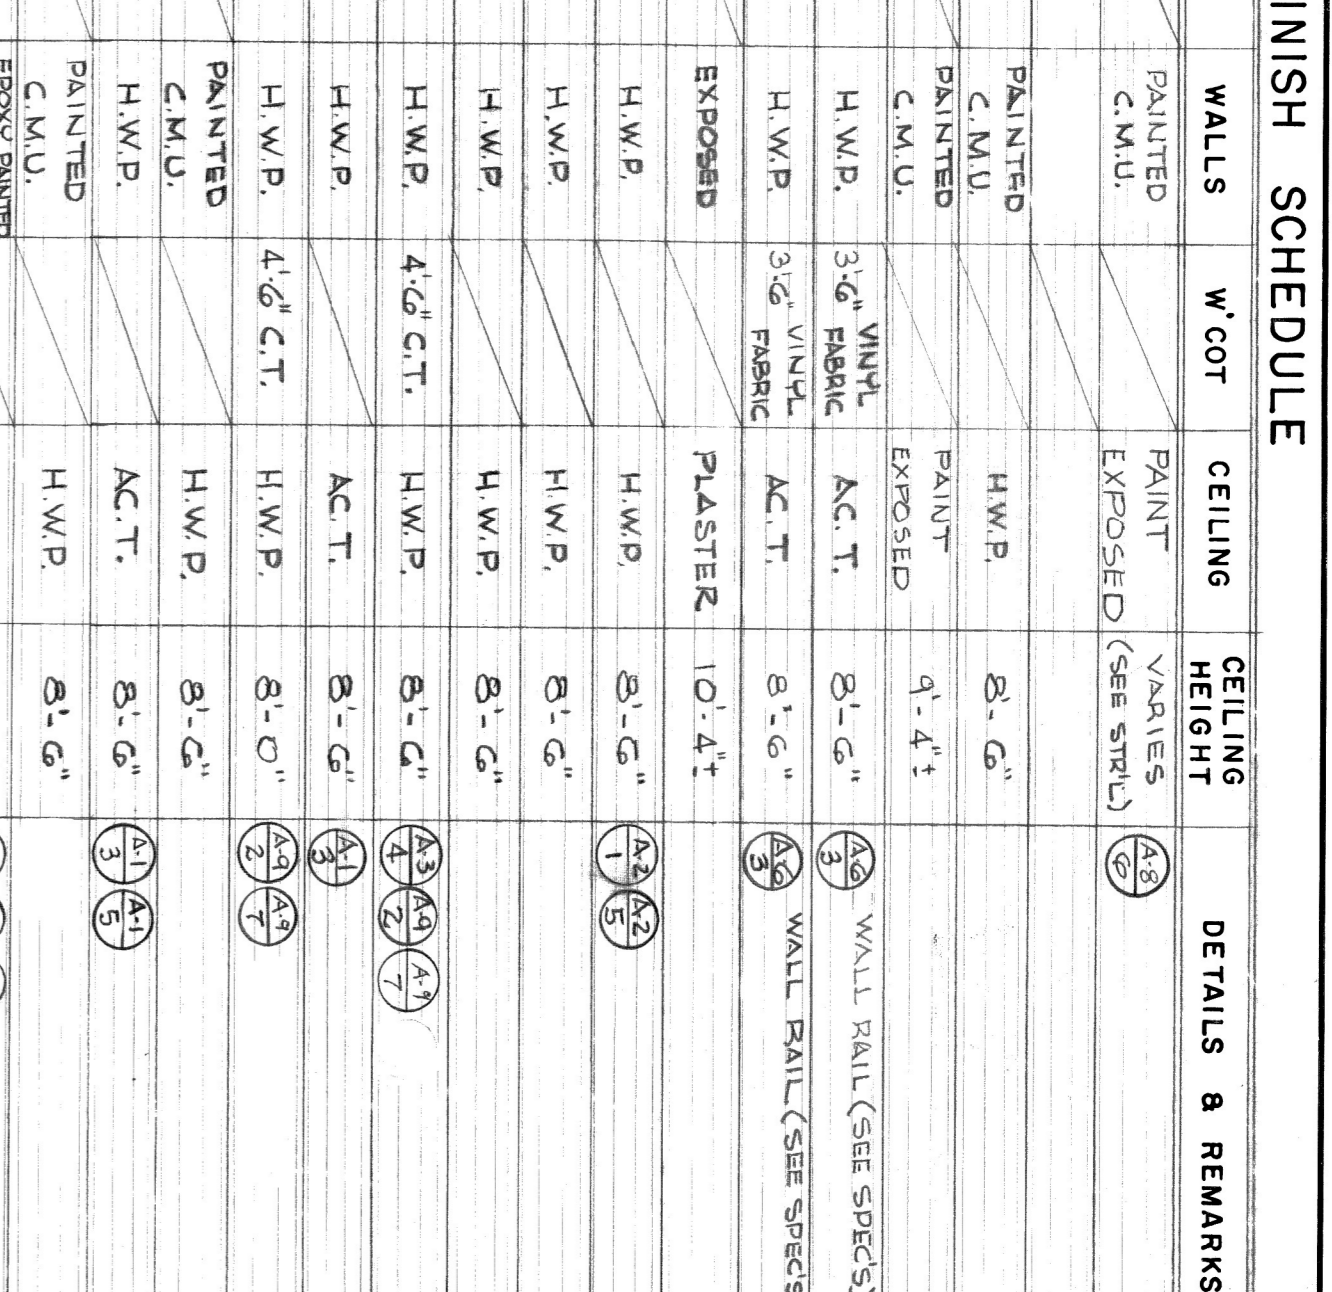 INISH SCHEDULE
WALLS W'COT CEILING CEILING HEIGHT DETAILS & REMARKS
PAINTED C.M.U. PAINT EXPOSED VARIES (SEE STR'L) A-8 6
PAINTED C.M.U. H.W.P. 8'-6"
PAINTED C.M.U. PAINT EXPOSED 9'-4"±
H.W.P. 3'-6" VINYL FABRIC AC.T. 8'-6" A-6 3 WALL RAIL (SEE SPEC'S)
H.W.P. 3'-6" VINYL FABRIC AC.T. 8'-6" A-6 3 WALL RAIL (SEE SPEC'S
EXPOSED PLASTER 10'-4"±
H.W.P. H.W.P. 8'-6" A-2 1 A-2 5
H.W.P. H.W.P. 8'-6"
H.W.P. H.W.P. 8'-6"
H.W.P. 4'-6" C.T. H.W.P. 8'-6" A-3 4 A-9 2 A-9 7
H.W.P. AC.T. 8'-6" A-1 3
H.W.P. 4'-6" C.T. H.W.P. 8'-0" A-9 2 A-9 7
PAINTED C.M.U. H.W.P. 8'-6"
H.W.P. AC.T. 8'-6" A-1 3 A-1 5
PAINTED C.M.U. H.W.P. 8'-6"
EPOXY PAINTED